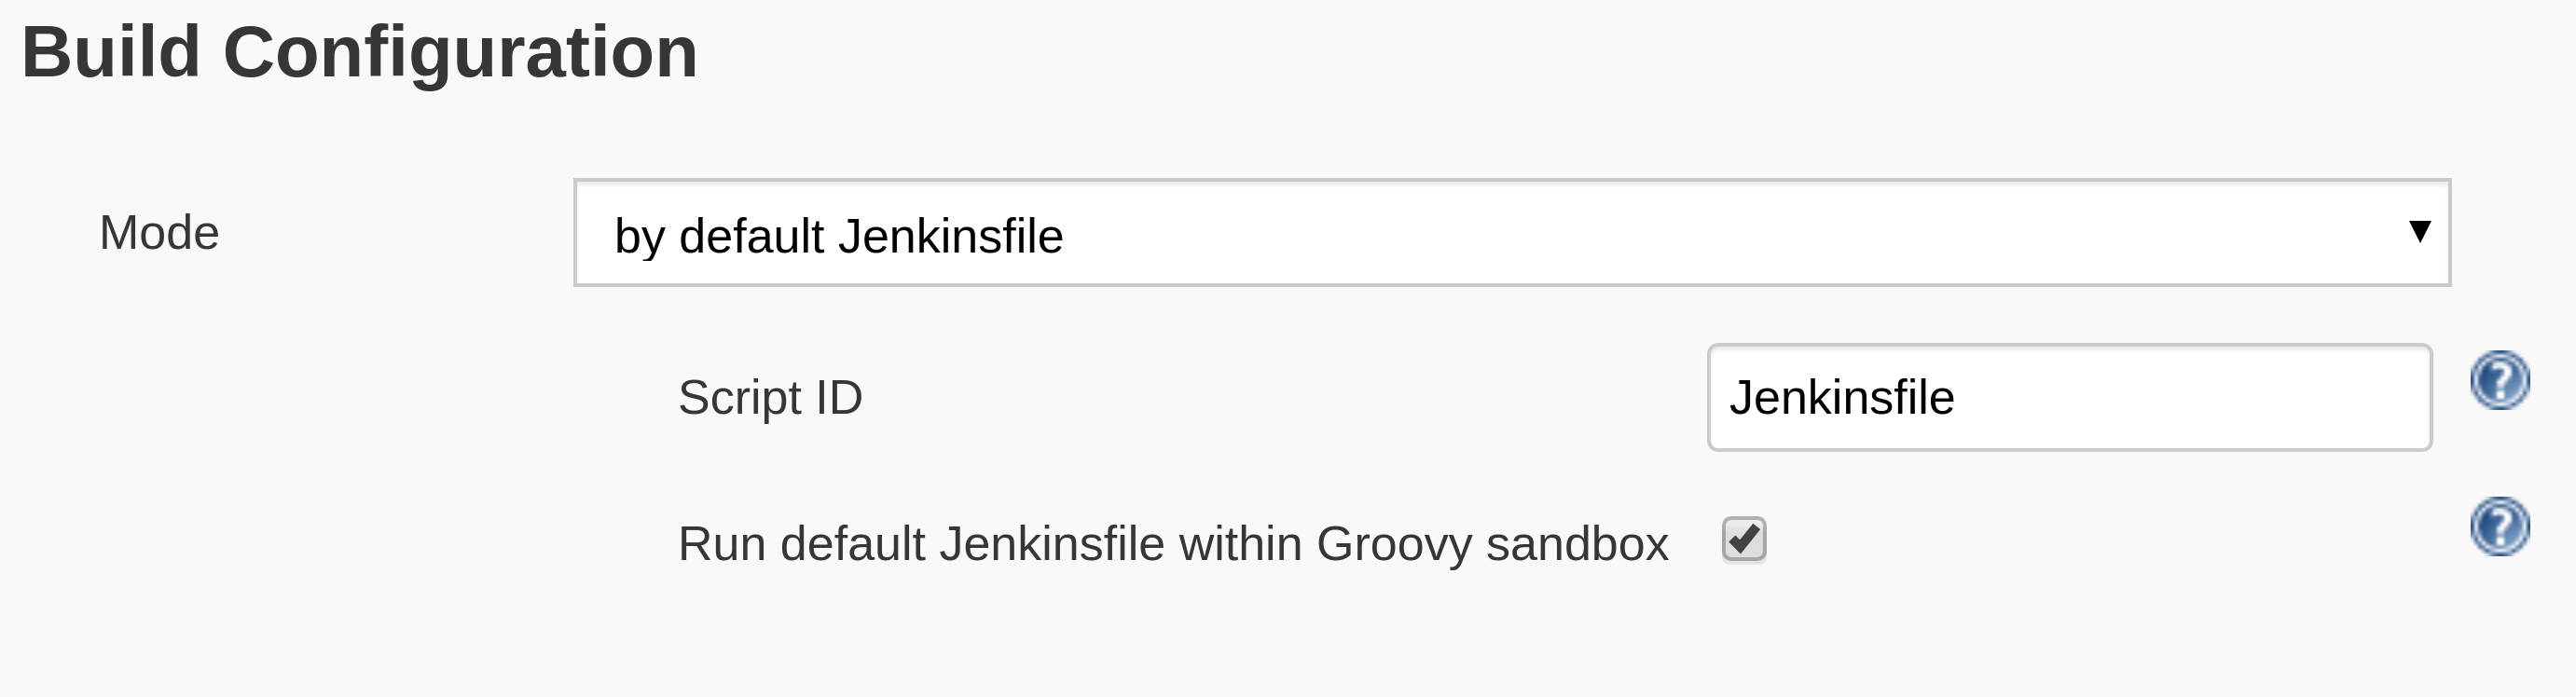 Build Configuration
Mode
by default Jenkinsfile
Script ID
Jenkinsfile
Run default Jenkinsfile within Groovy sandbox